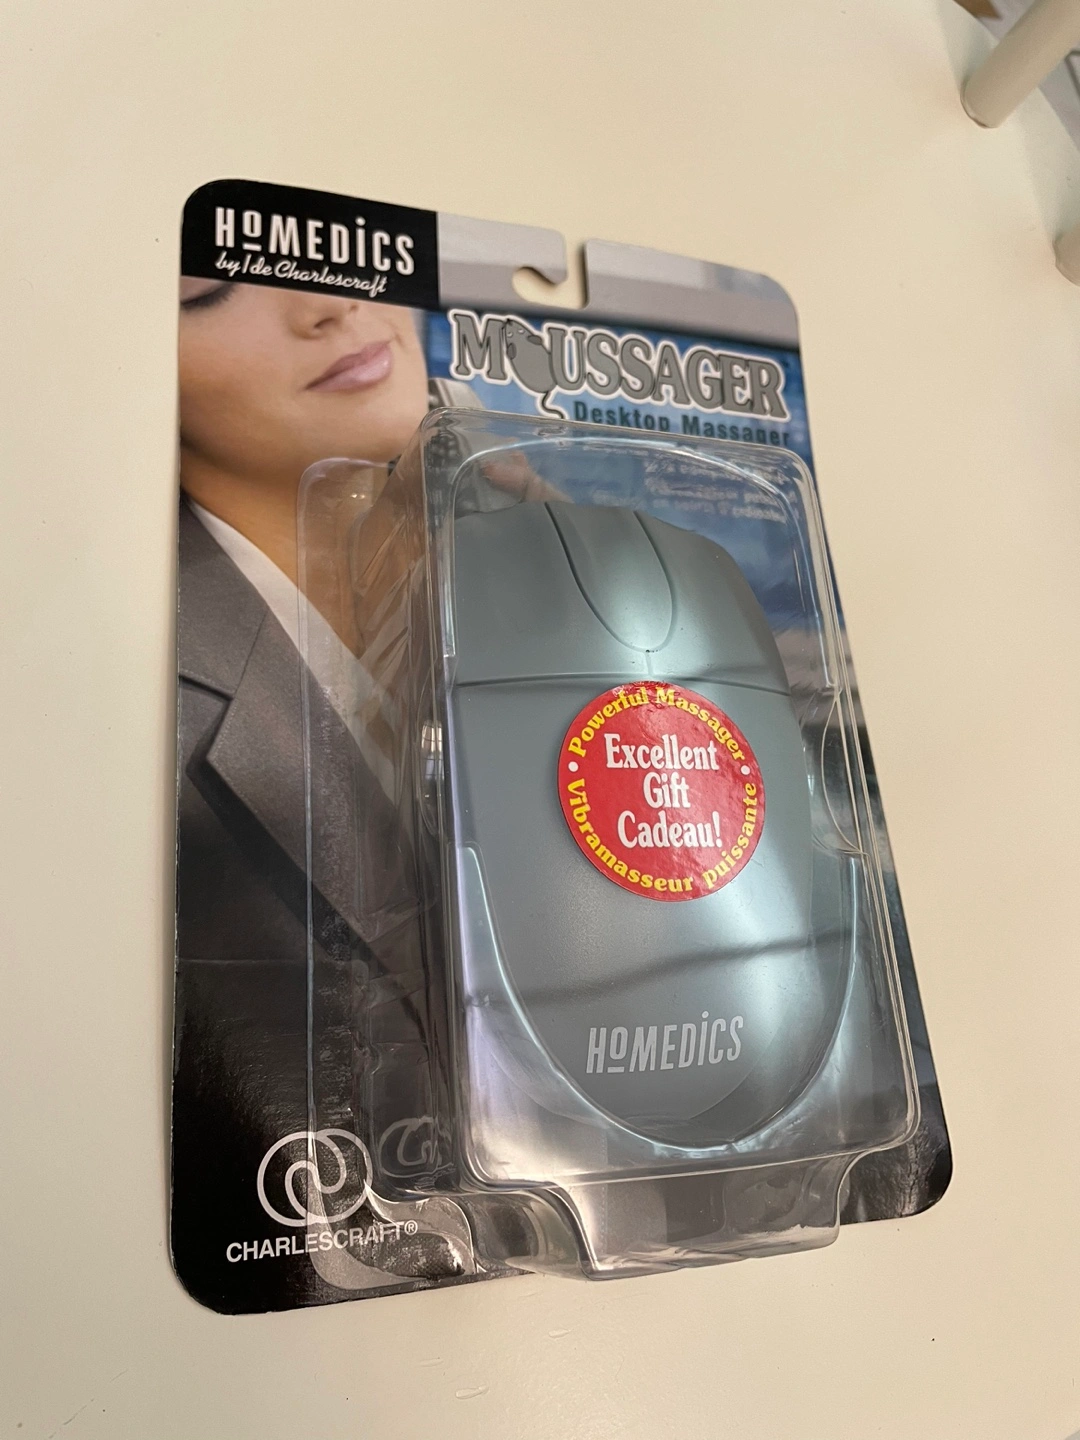 HoMEDiCS
by/de Charlescraft
MOUSSAGER
Desktop Massager
Powerful Massager
Excellent
Gift
Cadeau!
Vibramasseur puissante
HoMEDiCS
CHARLESCRAFT®